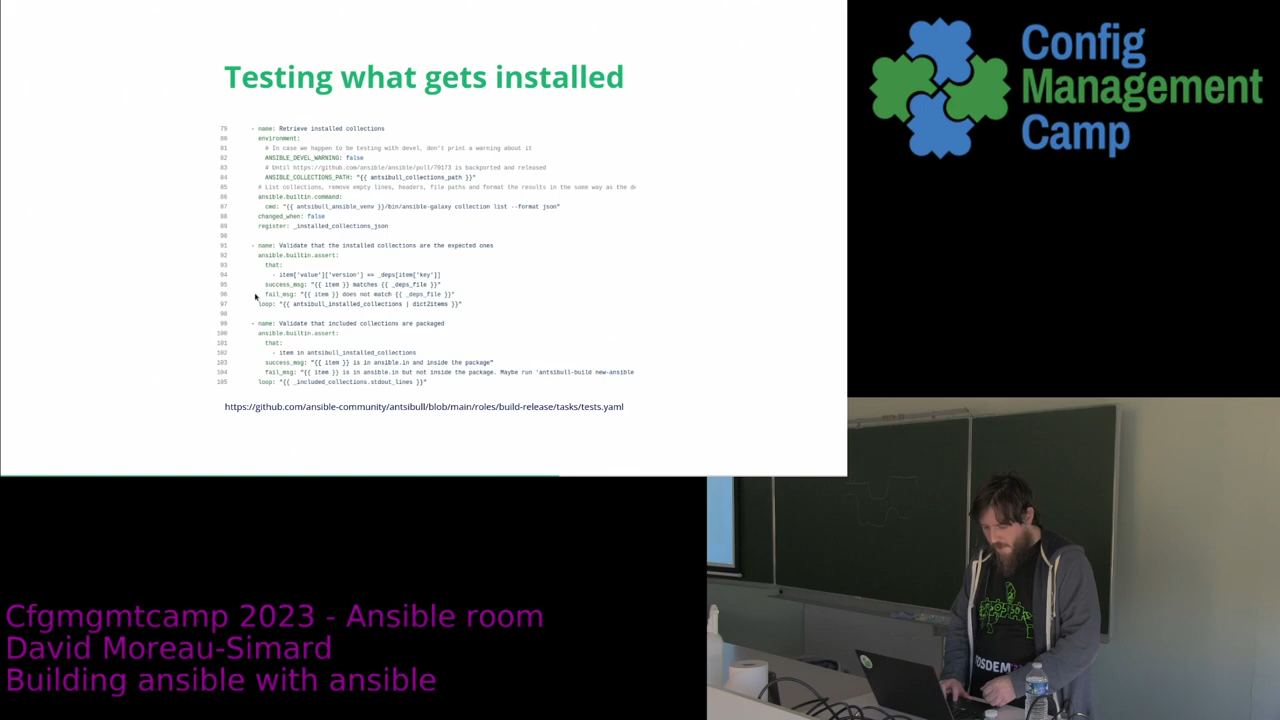 Testing what gets installed
79 - name: Retrieve installed collections
80 environment:
81 # In case we happen to be testing with devel, don't print a warning about it
82 ANSIBLE_DEVEL_WARNING: false
83 # Until https://github.com/ansible/ansible/pull/79173 is backported and released
84 ANSIBLE_COLLECTIONS_PATH: "{{ antsibull_collections_path }}"
85 # List collections, remove empty lines, headers, file paths and format the results in the same way as the de
86 ansible.builtin.command:
87 cmd: "{{ antsibull_ansible_venv }}/bin/ansible-galaxy collection list --format json"
88 changed_when: false
89 register: _installed_collections_json
90
91 - name: Validate that the installed collections are the expected ones
92 ansible.builtin.assert:
93 that:
94 - item['value']['version'] == _deps[item['key']]
95 success_msg: "{{ item }} matches {{ _deps_file }}"
96 fail_msg: "{{ item }} does not match {{ _deps_file }}"
97 loop: "{{ antsibull_installed_collections | dict2items }}"
98
99 - name: Validate that included collections are packaged
100 ansible.builtin.assert:
101 that:
102 - item in antsibull_installed_collections
103 success_msg: "{{ item }} is in ansible.in and inside the package"
104 fail_msg: "{{ item }} is in ansible.in but not inside the package. Maybe run 'antsibull-build new-ansible
105 loop: "{{ _included_collections.stdout_lines }}"
https://github.com/ansible-community/antsibull/blob/main/roles/build-release/tasks/tests.yaml
Config
Management
Camp
Cfgmgmtcamp 2023 - Ansible room
David Moreau-Simard
Building ansible with ansible